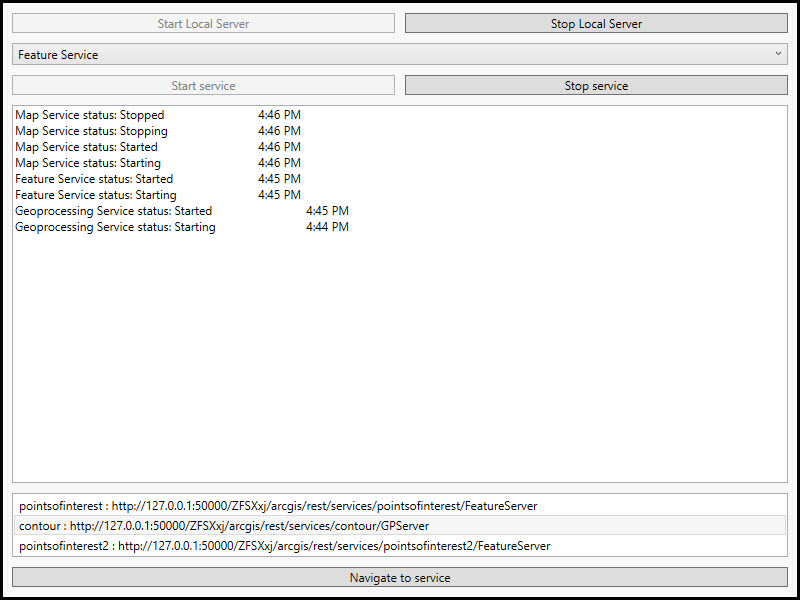 Start Local Server Stop Local Server
Feature Service
Start service Stop service
Map Service status: Stopped 4:46 PM
Map Service status: Stopping 4:46 PM
Map Service status: Started 4:46 PM
Map Service status: Starting 4:46 PM
Feature Service status: Started 4:45 PM
Feature Service status: Starting 4:45 PM
Geoprocessing Service status: Started 4:45 PM
Geoprocessing Service status: Starting 4:44 PM
pointsofinterest : http://127.0.0.1:50000/ZFSXxj/arcgis/rest/services/pointsofinterest/FeatureServer
contour : http://127.0.0.1:50000/ZFSXxj/arcgis/rest/services/contour/GPServer
pointsofinterest2 : http://127.0.0.1:50000/ZFSXxj/arcgis/rest/services/pointsofinterest2/FeatureServer
Navigate to service